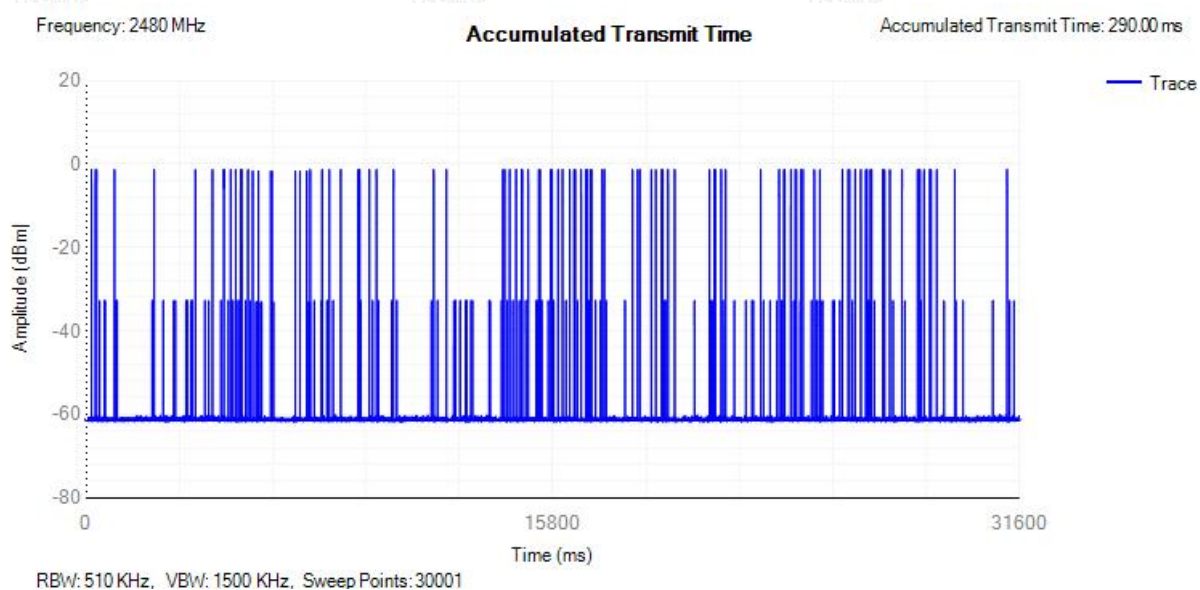 Frequency: 2480 MHz
Accumulated Transmit Time
Accumulated Transmit Time: 290.00 ms
Trace
20
0
-20
-40
-60
-80
Amplitude (dBm)
0
15800
31600
Time (ms)
RBW: 510 KHz, VBW: 1500 KHz, Sweep Points: 30001